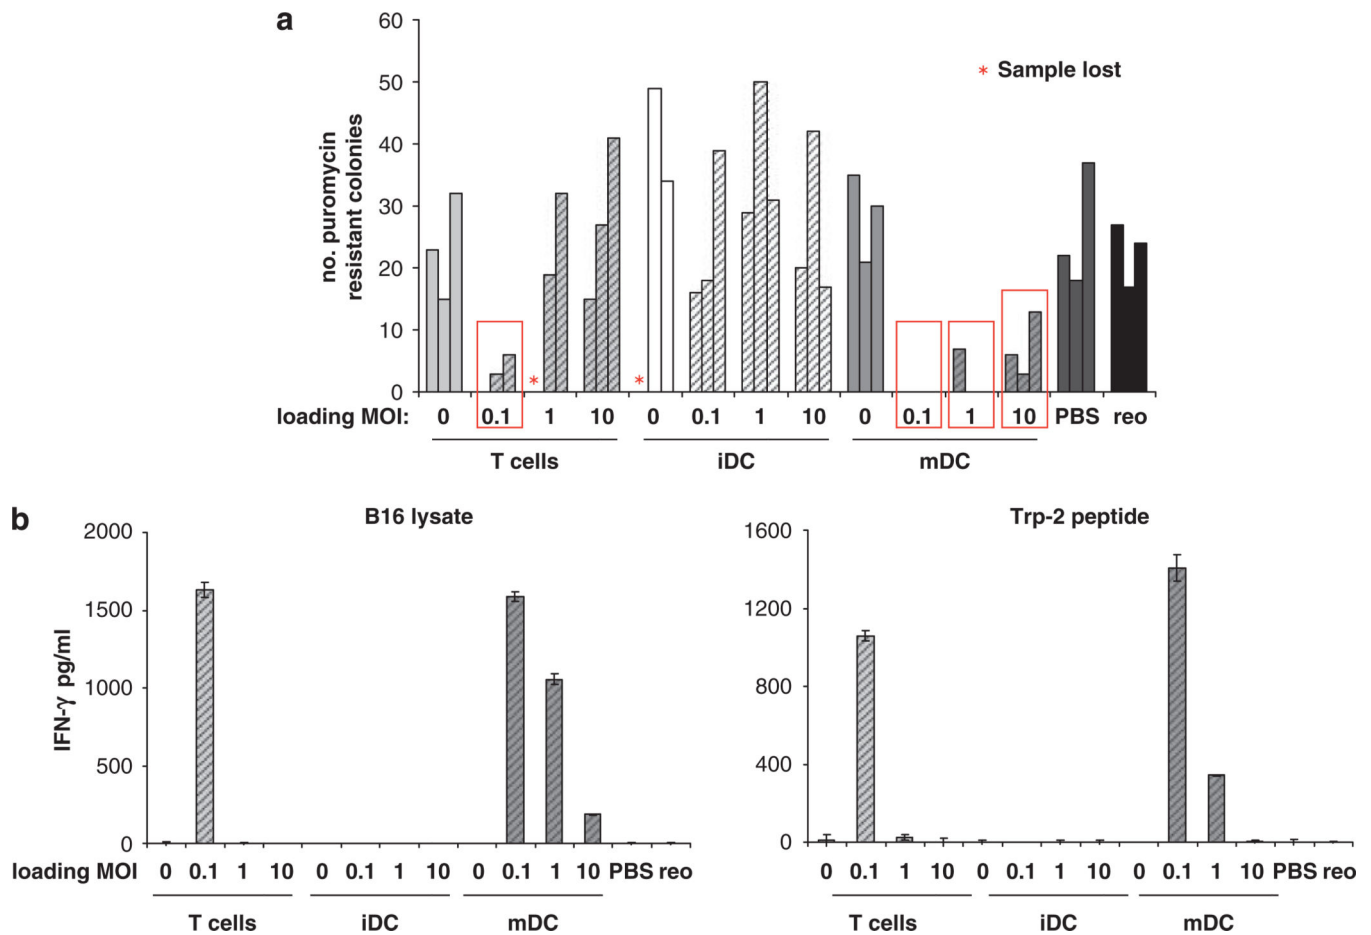 a
60
50
40
30
20
10
0
no. puromycin
resistant colonies
* Sample lost
* *
loading MOI: 0 0.1 1 10 0 0.1 1 10 0 0.1 1 10 PBS reo
T cells iDC mDC
b
B16 lysate
2000
1500
1000
500
0
IFN-γ pg/ml
loading MOI 0 0.1 1 10 0 0.1 1 10 0 0.1 1 10 PBS reo
T cells iDC mDC
Trp-2 peptide
1600
1200
800
400
0
0 0.1 1 10 0 0.1 1 10 0 0.1 1 10 PBS reo
T cells iDC mDC